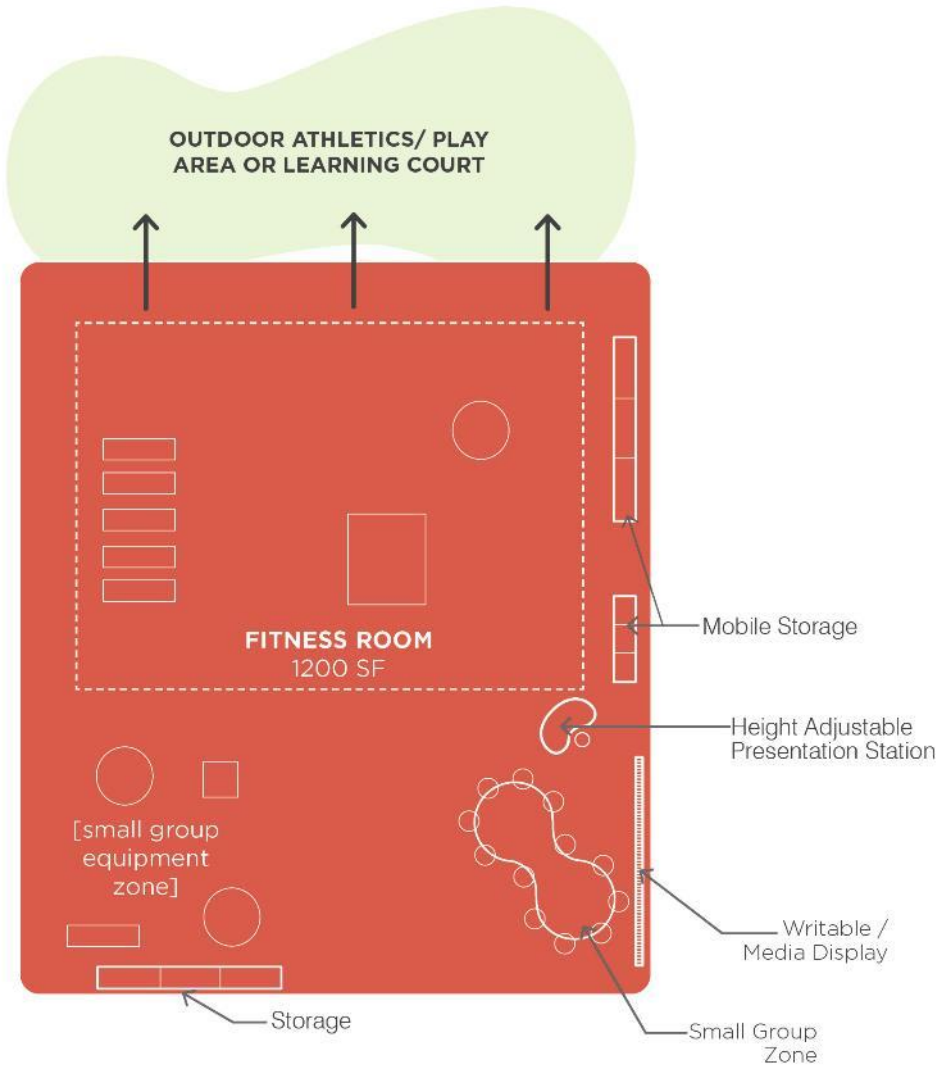 OUTDOOR ATHLETICS/ PLAY
AREA OR LEARNING COURT
FITNESS ROOM
1200 SF
Mobile Storage
Height Adjustable
Presentation Station
[small group
equipment
zone]
Writable /
Media Display
Storage
Small Group
Zone